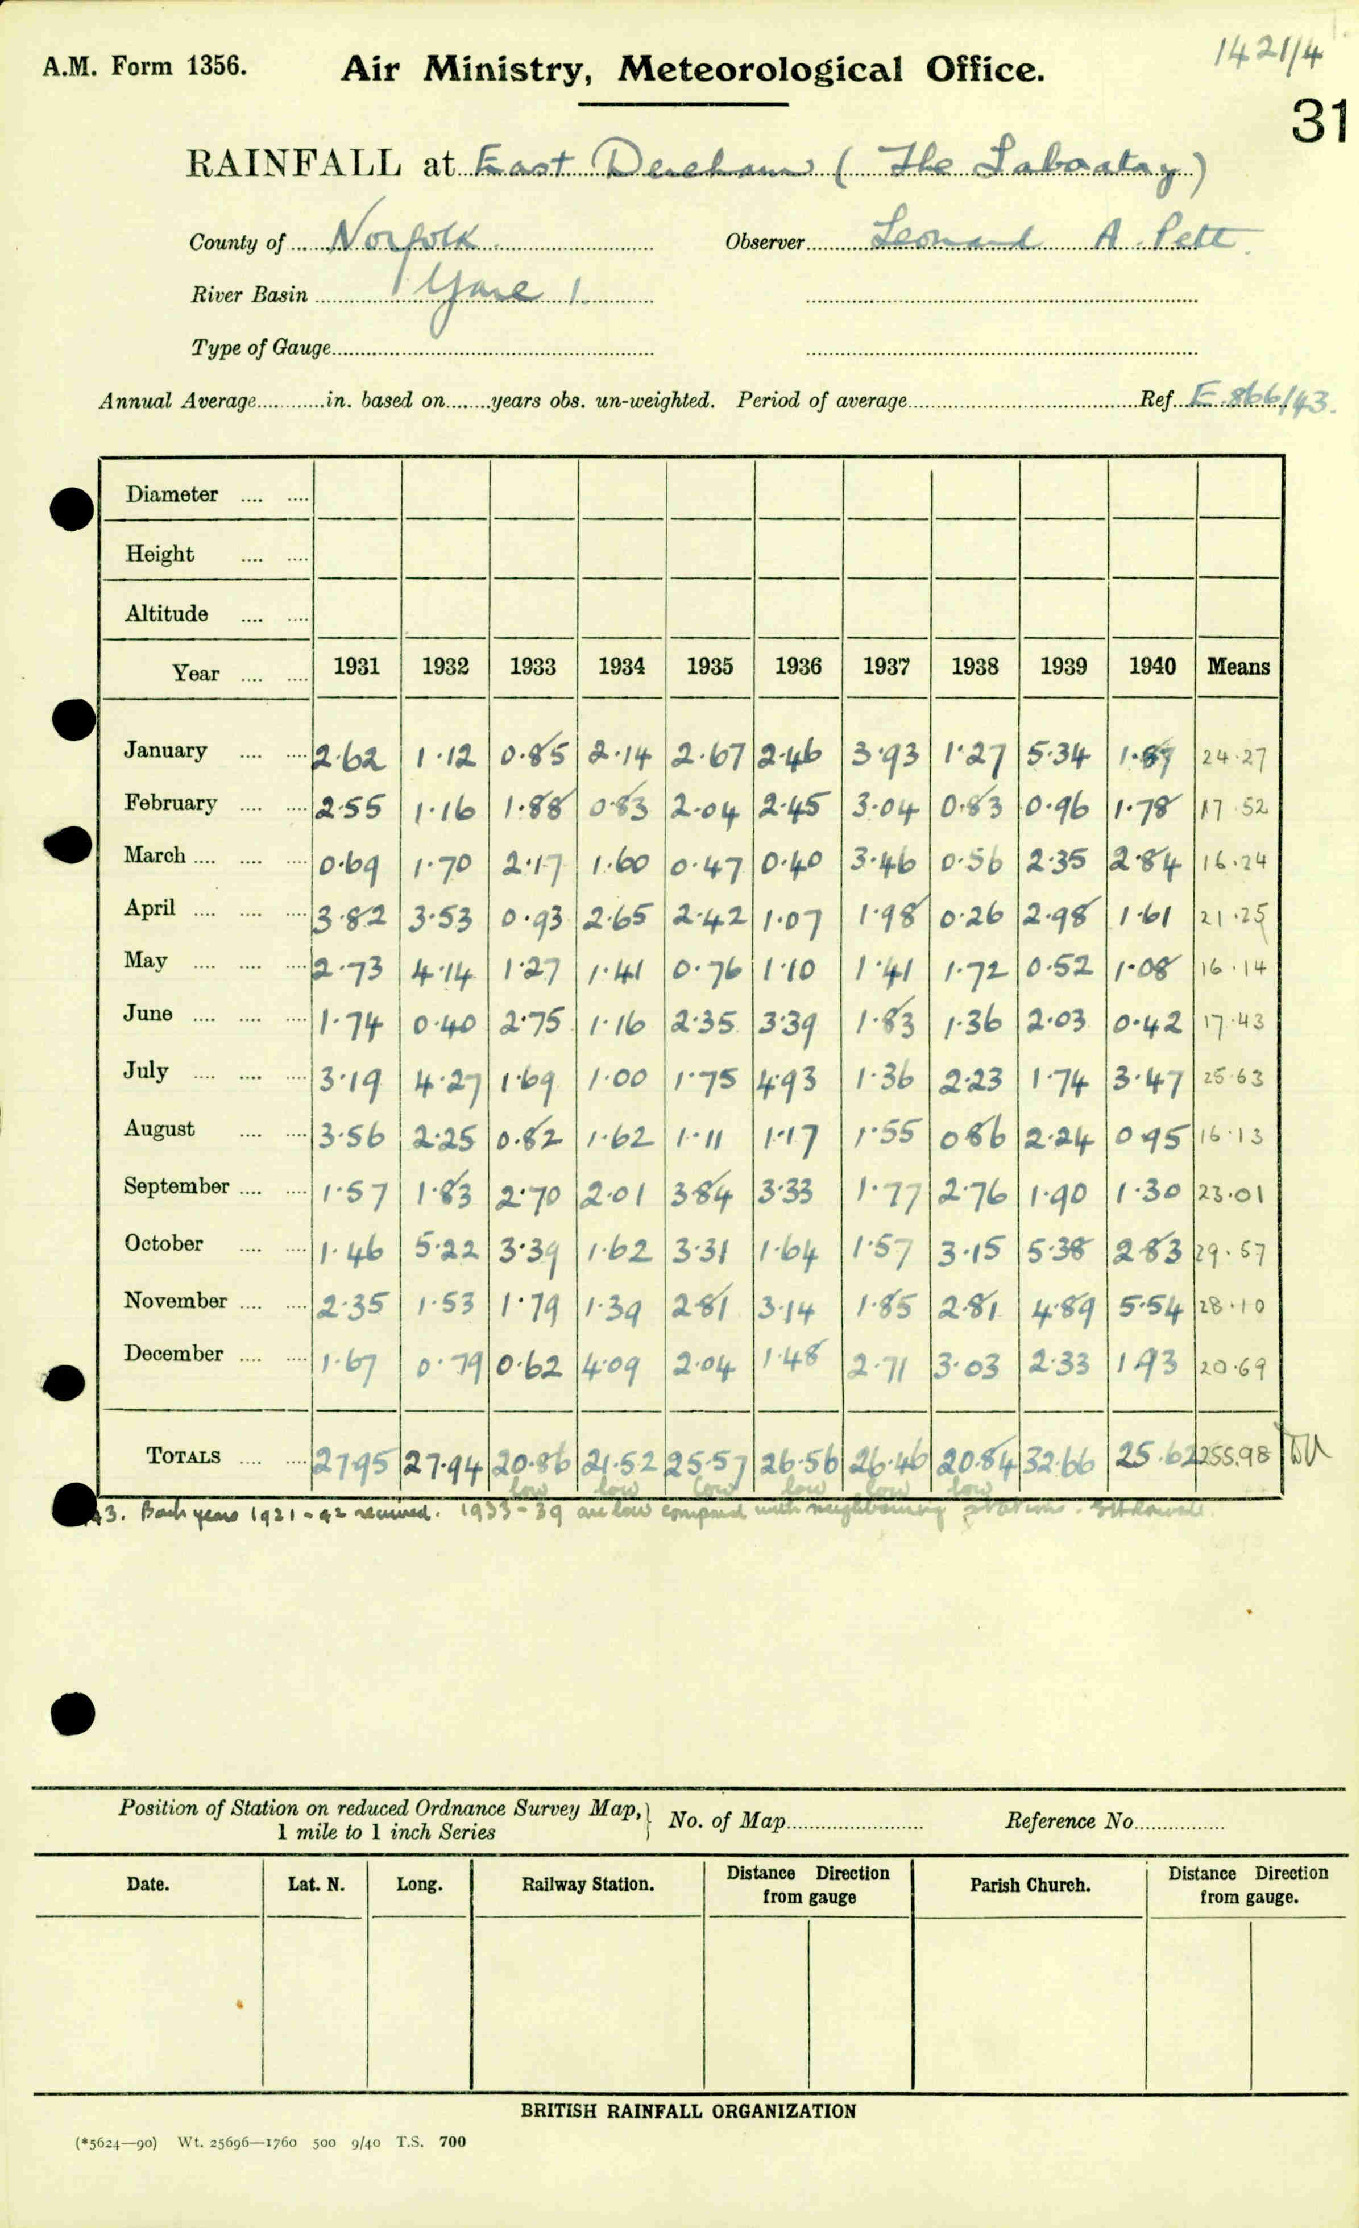 1421/4
A.M. Form 1356. Air Ministry, Meteorological Office.
31
RAINFALL at East Dereham (The Laboratory)
County of Norfolk Observer Leonard A. Pett.
River Basin Yare 1.
Type of Gauge
Annual Average in. based on years obs. un-weighted. Period of average Ref. E.866/43.
Diameter
Height
Altitude
Year 1931 1932 1933 1934 1935 1936 1937 1938 1939 1940 Means
January 2.62 1.12 0.85 2.14 2.67 2.46 3.93 1.27 5.34 1.87 24.27
February 2.55 1.16 1.88 0.83 2.04 2.45 3.04 0.83 0.96 1.78 17.52
March 0.69 1.70 2.17 1.60 0.47 0.40 3.46 0.56 2.35 2.84 16.24
April 3.82 3.53 0.93 2.65 2.42 1.07 1.98 0.26 2.98 1.61 21.25
May 2.73 4.14 1.27 1.41 0.76 1.10 1.41 1.72 0.52 1.08 16.14
June 1.74 0.40 2.75 1.16 2.35 3.39 1.83 1.36 2.03 0.42 17.43
July 3.19 4.27 1.69 1.00 1.75 4.93 1.36 2.23 1.74 3.47 25.63
August 3.56 2.25 0.82 1.62 1.11 1.17 1.55 0.86 2.24 0.95 16.13
September 1.57 1.83 2.70 2.01 3.84 3.33 1.77 2.76 1.90 1.30 23.01
October 1.46 5.22 3.39 1.62 3.31 1.64 1.57 3.15 5.38 2.83 29.57
November 2.35 1.53 1.79 1.39 2.81 3.14 1.85 2.81 4.89 5.54 28.10
December 1.67 0.79 0.62 4.09 2.04 1.48 2.71 3.03 2.33 1.93 20.69
TOTALS 27.95 27.94 20.86 21.52 25.57 26.56 26.46 20.84 32.66 25.62 255.98
low low low low low low
43. Back years 1921-42 received. 1933-39 are low compared with neighbouring stations.
Position of Station on reduced Ordnance Survey Map, 1 mile to 1 inch Series } No. of Map Reference No.
Date. Lat. N. Long. Railway Station. Distance from gauge Direction Parish Church. Distance Direction from gauge.
BRITISH RAINFALL ORGANIZATION
(*5624—90) Wt. 25696—1760 500 9/40 T.S. 700